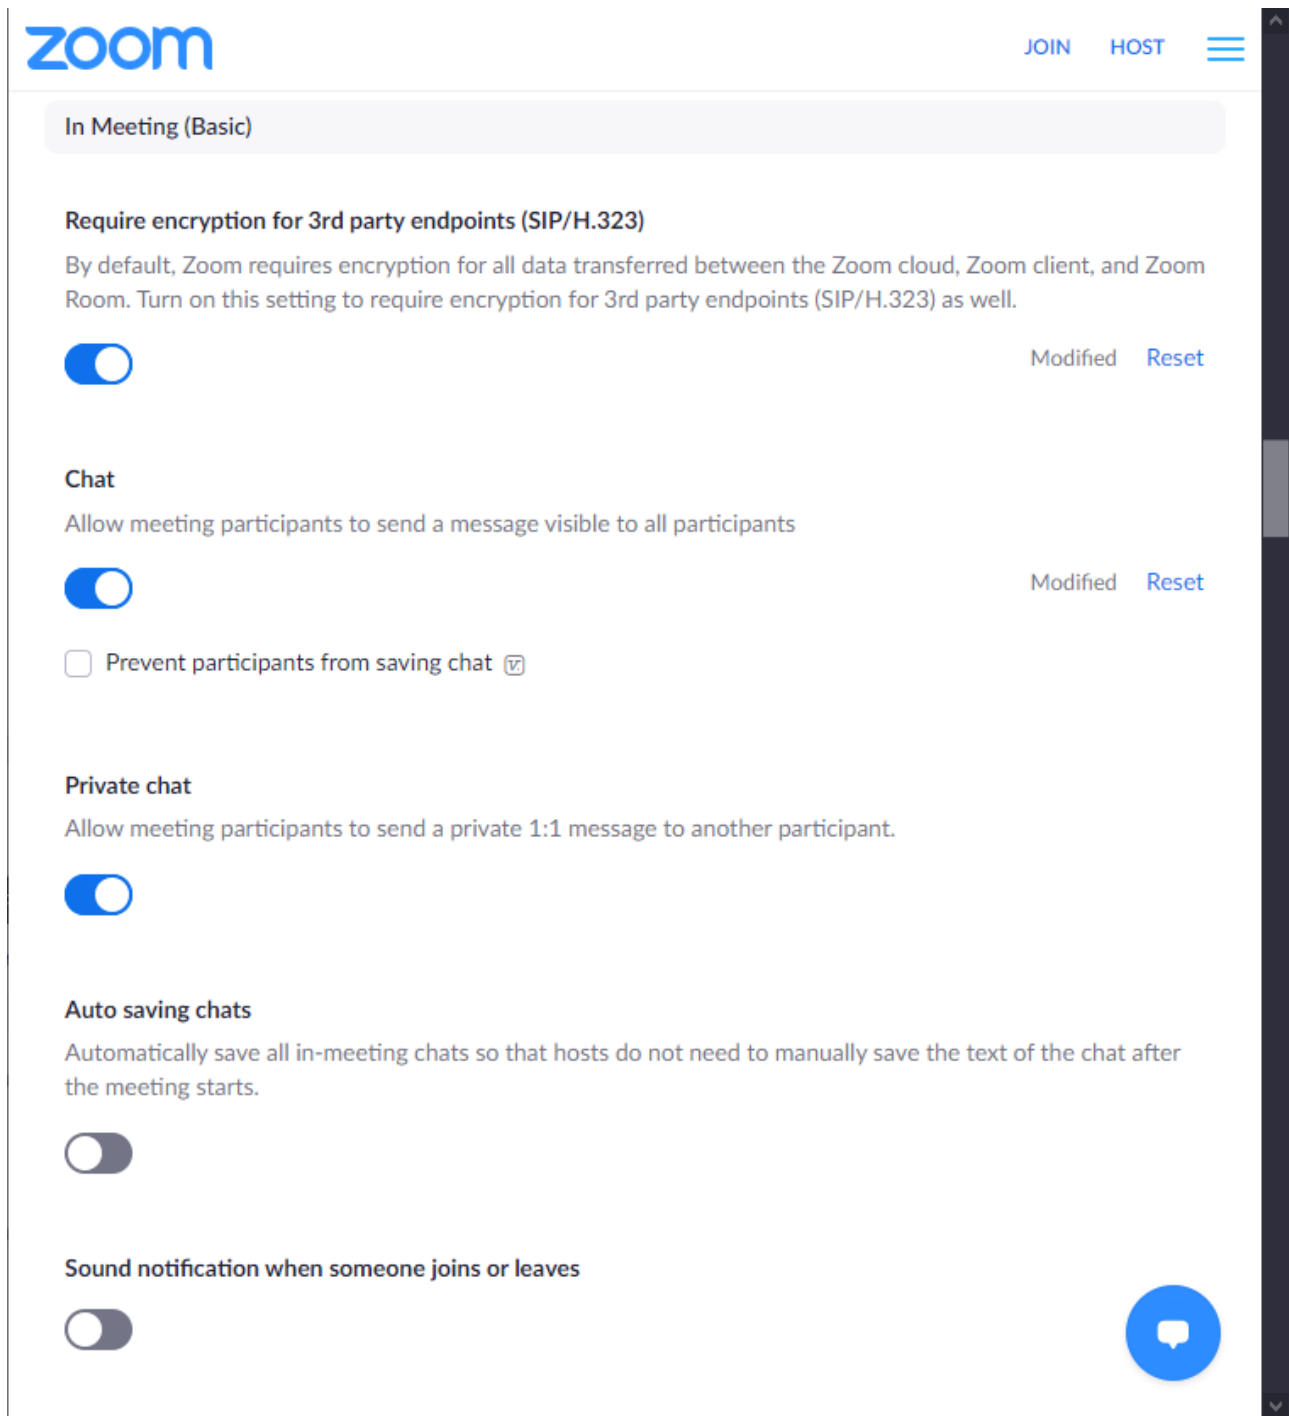 zoom
JOIN HOST
In Meeting (Basic)
Require encryption for 3rd party endpoints (SIP/H.323)
By default, Zoom requires encryption for all data transferred between the Zoom cloud, Zoom client, and Zoom
Room. Turn on this setting to require encryption for 3rd party endpoints (SIP/H.323) as well.
Modified Reset
Chat
Allow meeting participants to send a message visible to all participants
Modified Reset
Prevent participants from saving chat
Private chat
Allow meeting participants to send a private 1:1 message to another participant.
Auto saving chats
Automatically save all in-meeting chats so that hosts do not need to manually save the text of the chat after
the meeting starts.
Sound notification when someone joins or leaves